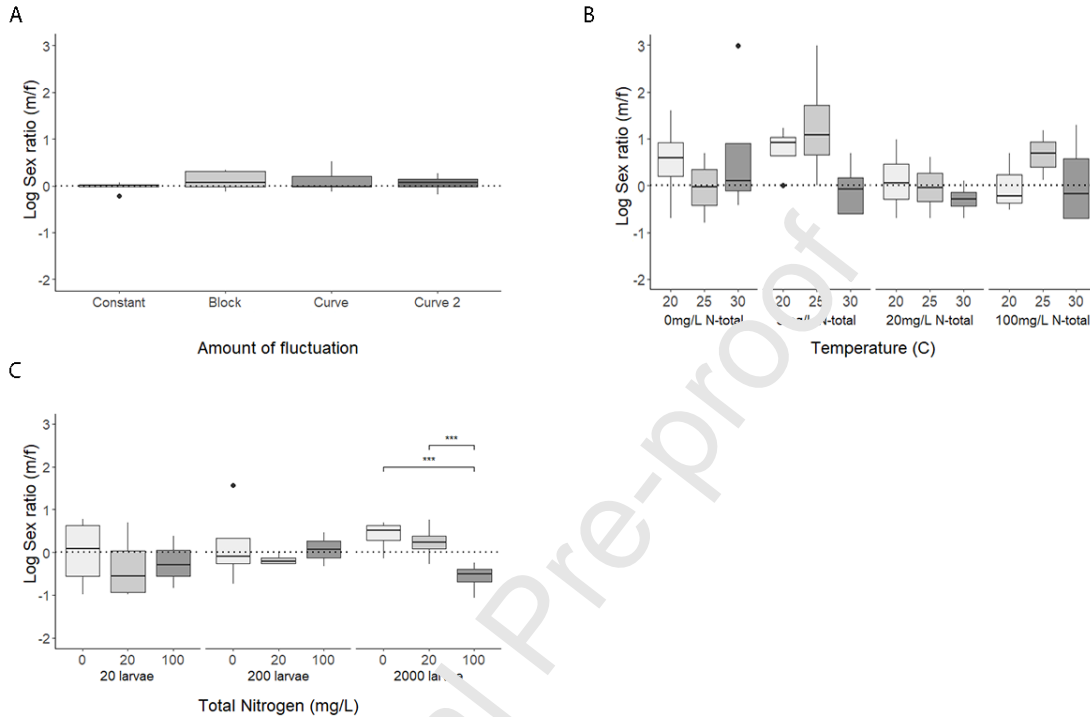 A
Log Sex ratio (m/f)
3
2
1
0
-1
-2
Constant Block Curve Curve 2
Amount of fluctuation
B
Log Sex ratio (m/f)
3
2
1
0
-1
-2
20 25 30 20 25 30 20 25 30 20 25 30
0mg/L N-total N-total 20mg/L N-total 100mg/L N-total
Temperature (C)
C
Log Sex ratio (m/f)
3
2
1
0
-1
-2
***
***
0 20 100 0 20 100 0 20 100
20 larvae 200 larvae 2000 larvae
Total Nitrogen (mg/L)
Pre-proof